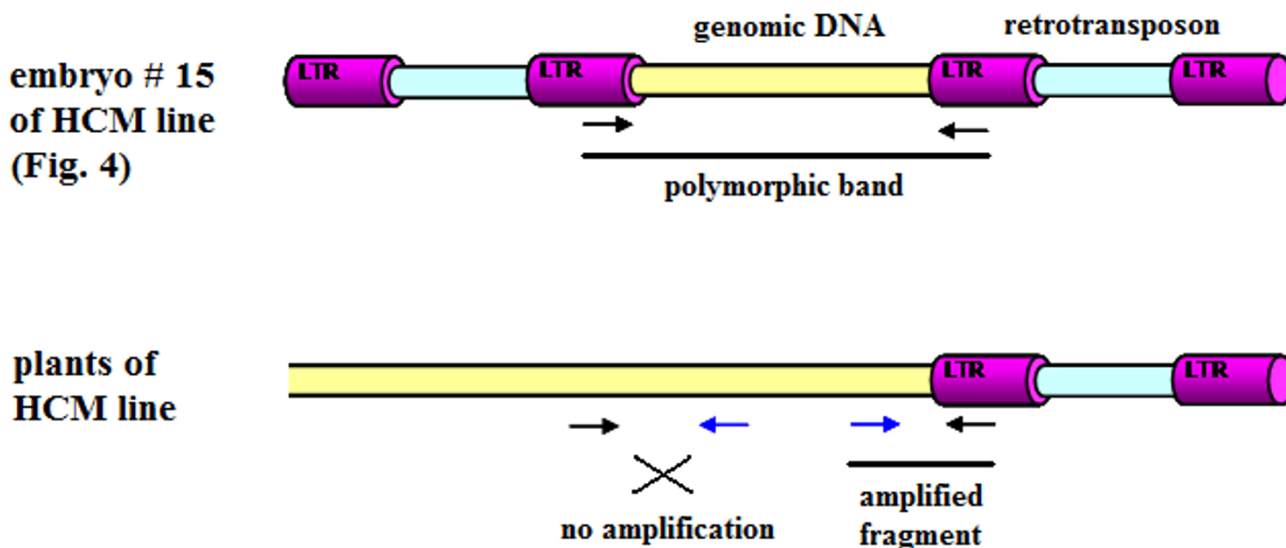 genomic DNA
retrotransposon
embryo # 15
of HCM line
(Fig. 4)
LTR
LTR
LTR
LTR
polymorphic band
plants of
HCM line
LTR
LTR
no amplification
amplified
fragment